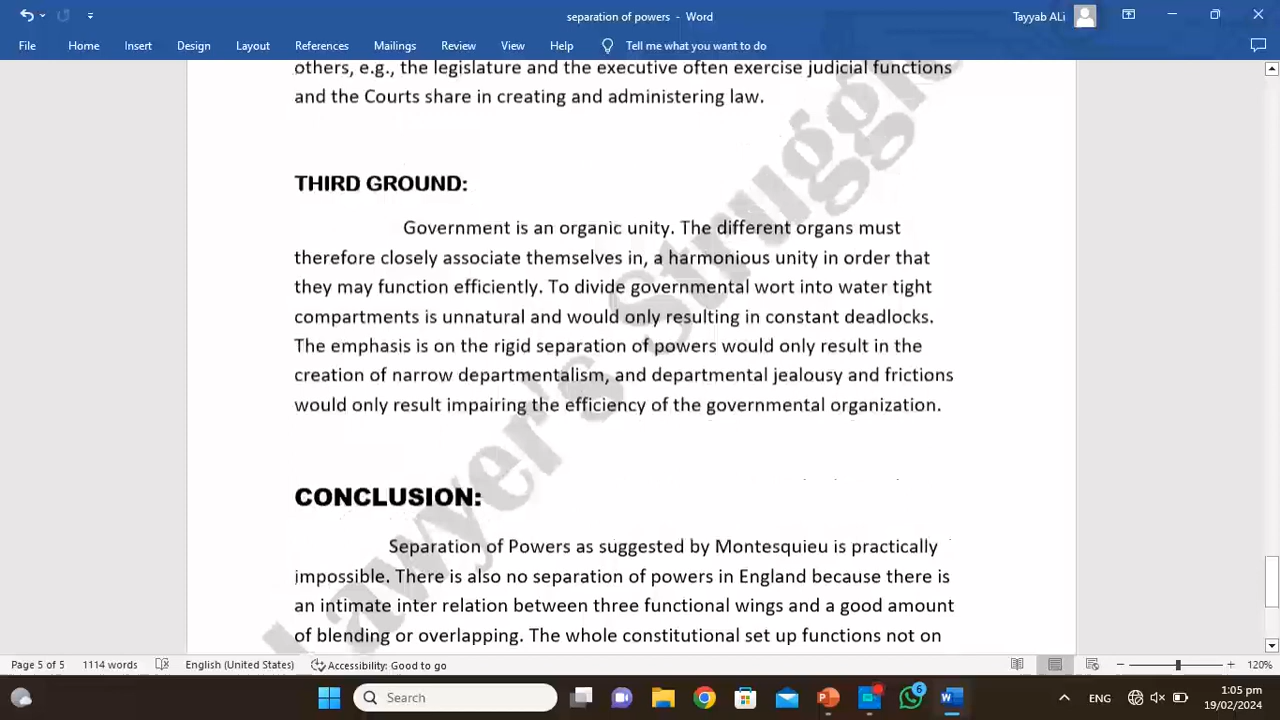 separation of powers - Word
Tayyab ALi
File Home Insert Design Layout References Mailings Review View Help Tell me what you want to do
others, e.g., the legislature and the executive often exercise judicial functions
and the Courts share in creating and administering law.
THIRD GROUND:
Government is an organic unity. The different organs must
therefore closely associate themselves in, a harmonious unity in order that
they may function efficiently. To divide governmental wort into water tight
compartments is unnatural and would only resulting in constant deadlocks.
The emphasis is on the rigid separation of powers would only result in the
creation of narrow departmentalism, and departmental jealousy and frictions
would only result impairing the efficiency of the governmental organization.
CONCLUSION:
Separation of Powers as suggested by Montesquieu is practically
impossible. There is also no separation of powers in England because there is
an intimate inter relation between three functional wings and a good amount
of blending or overlapping. The whole constitutional set up functions not on
Lawyer's Struggle
Page 5 of 5 1114 words English (United States) Accessibility: Good to go 120%
Search
6
ENG
1:05 pm
19/02/2024